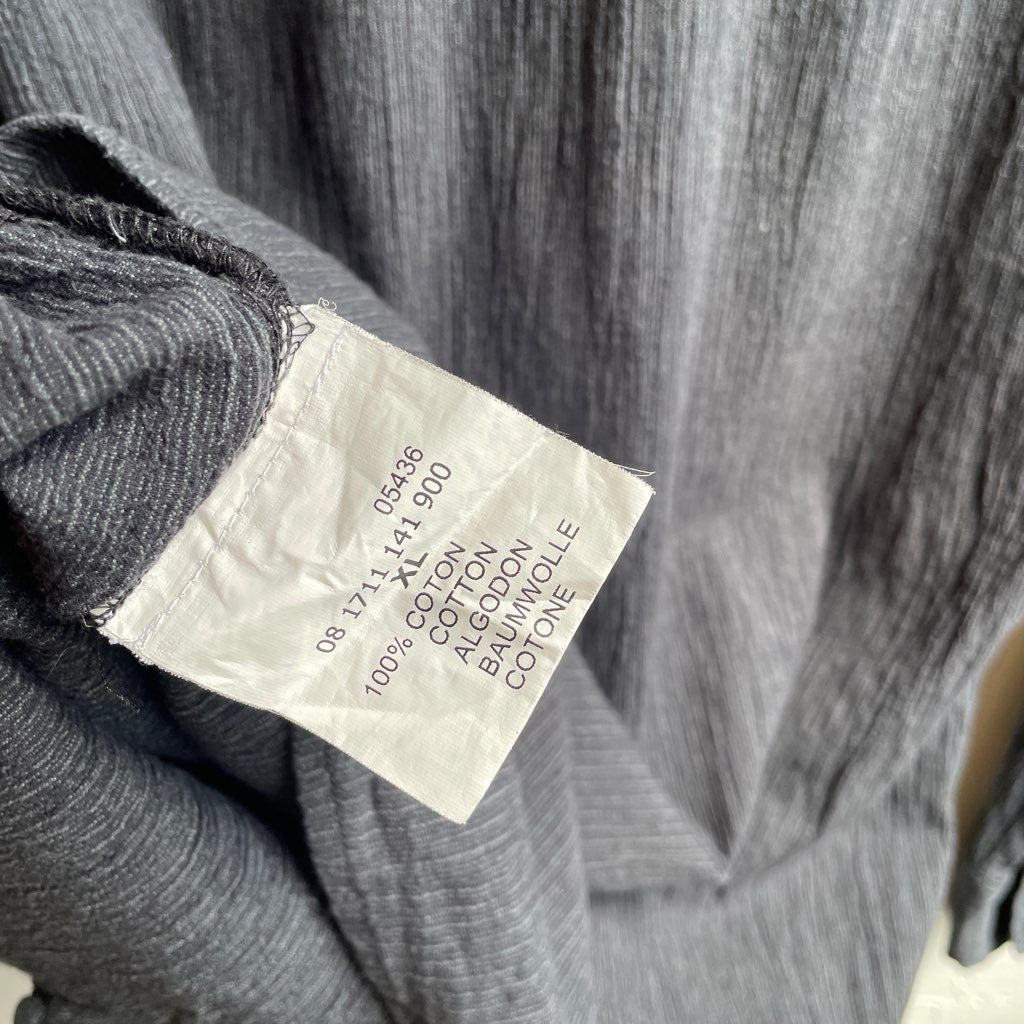 05436
08 1711 141 900
XL
100% COTON
COTTON
ALGODON
BAUMWOLLE
COTONE